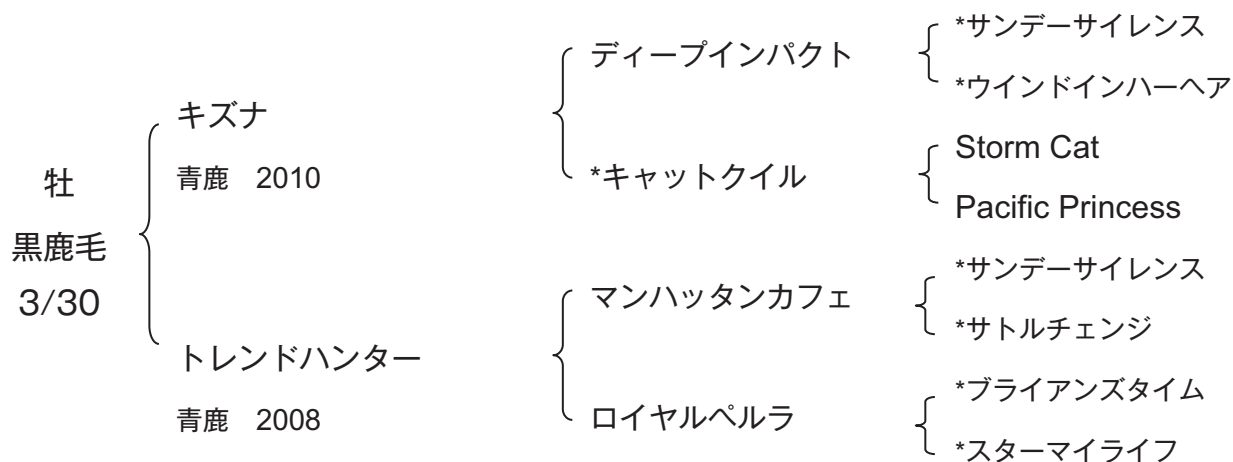 牡
黒鹿毛
3/30
キズナ
青鹿　2010
トレンドハンター
青鹿　2008
ディープインパクト
*キャットクイル
マンハッタンカフェ
ロイヤルペルラ
*サンデーサイレンス
*ウインドインハーヘア
Storm Cat
Pacific Princess
*サンデーサイレンス
*サトルチェンジ
*ブライアンズタイム
*スターマイライフ